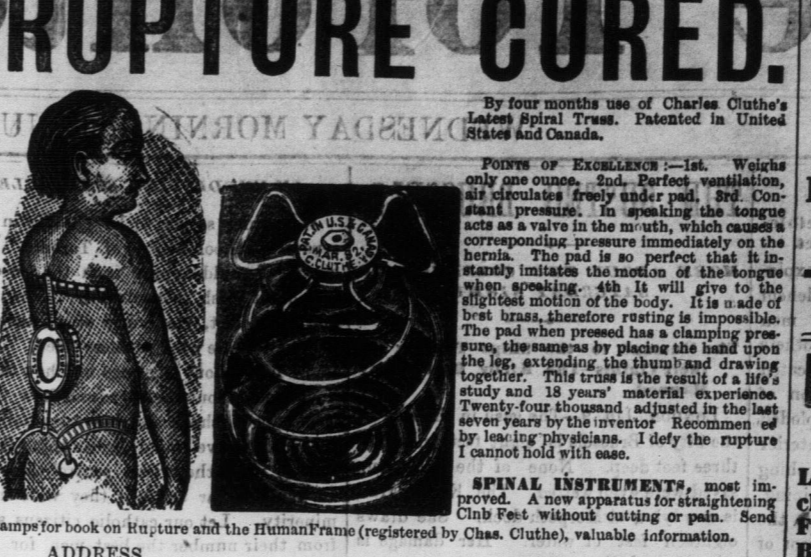 RUPTURE CURED.
By four months use of Charles Cluthe's
Latest Spiral Truss. Patented in United
States and Canada.
POINTS OF EXCELLENCE :—1st. Weighs
only one ounce. 2nd. Perfect ventilation,
air circulates freely under pad. 3rd. Con-
stant pressure. In speaking the tongue
acts as a valve in the mouth, which causes a
corresponding pressure immediately on the
hernia. The pad is so perfect that it in-
stantly imitates the motion of the tongue
when speaking. 4th It will give to the
slightest motion of the body. It is made of
best brass, therefore rusting is impossible.
The pad when pressed has a clamping pres-
sure, the same as by placing the hand upon
the leg, extending the thumb and drawing
together. This truss is the result of a life's
study and 18 years' material experience.
Twenty-four thousand adjusted in the last
seven years by the inventor Recommen ed
by leading physicians. I defy the rupture
I cannot hold with ease.
SPINAL INSTRUMENTS, most im-
proved. A new apparatus for straightening
Clnb Feet without cutting or pain. Send
amps for book on Rupture and the Human Frame (registered by Chas. Cluthe), valuable information.
ADDRESS
PAT. IN U.S. & CANA
C. CLUTHE